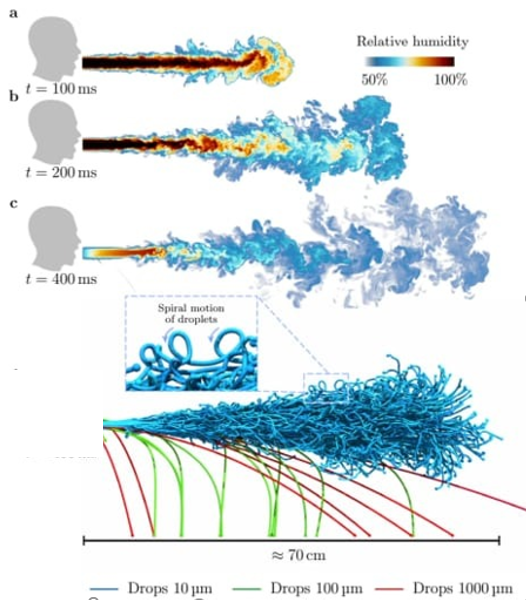 a
Relative humidity
50% 100%
t = 100 ms
b
t = 200 ms
c
t = 400 ms
Spiral motion
of droplets
≈ 70 cm
Drops 10 μm Drops 100 μm Drops 1000 μm